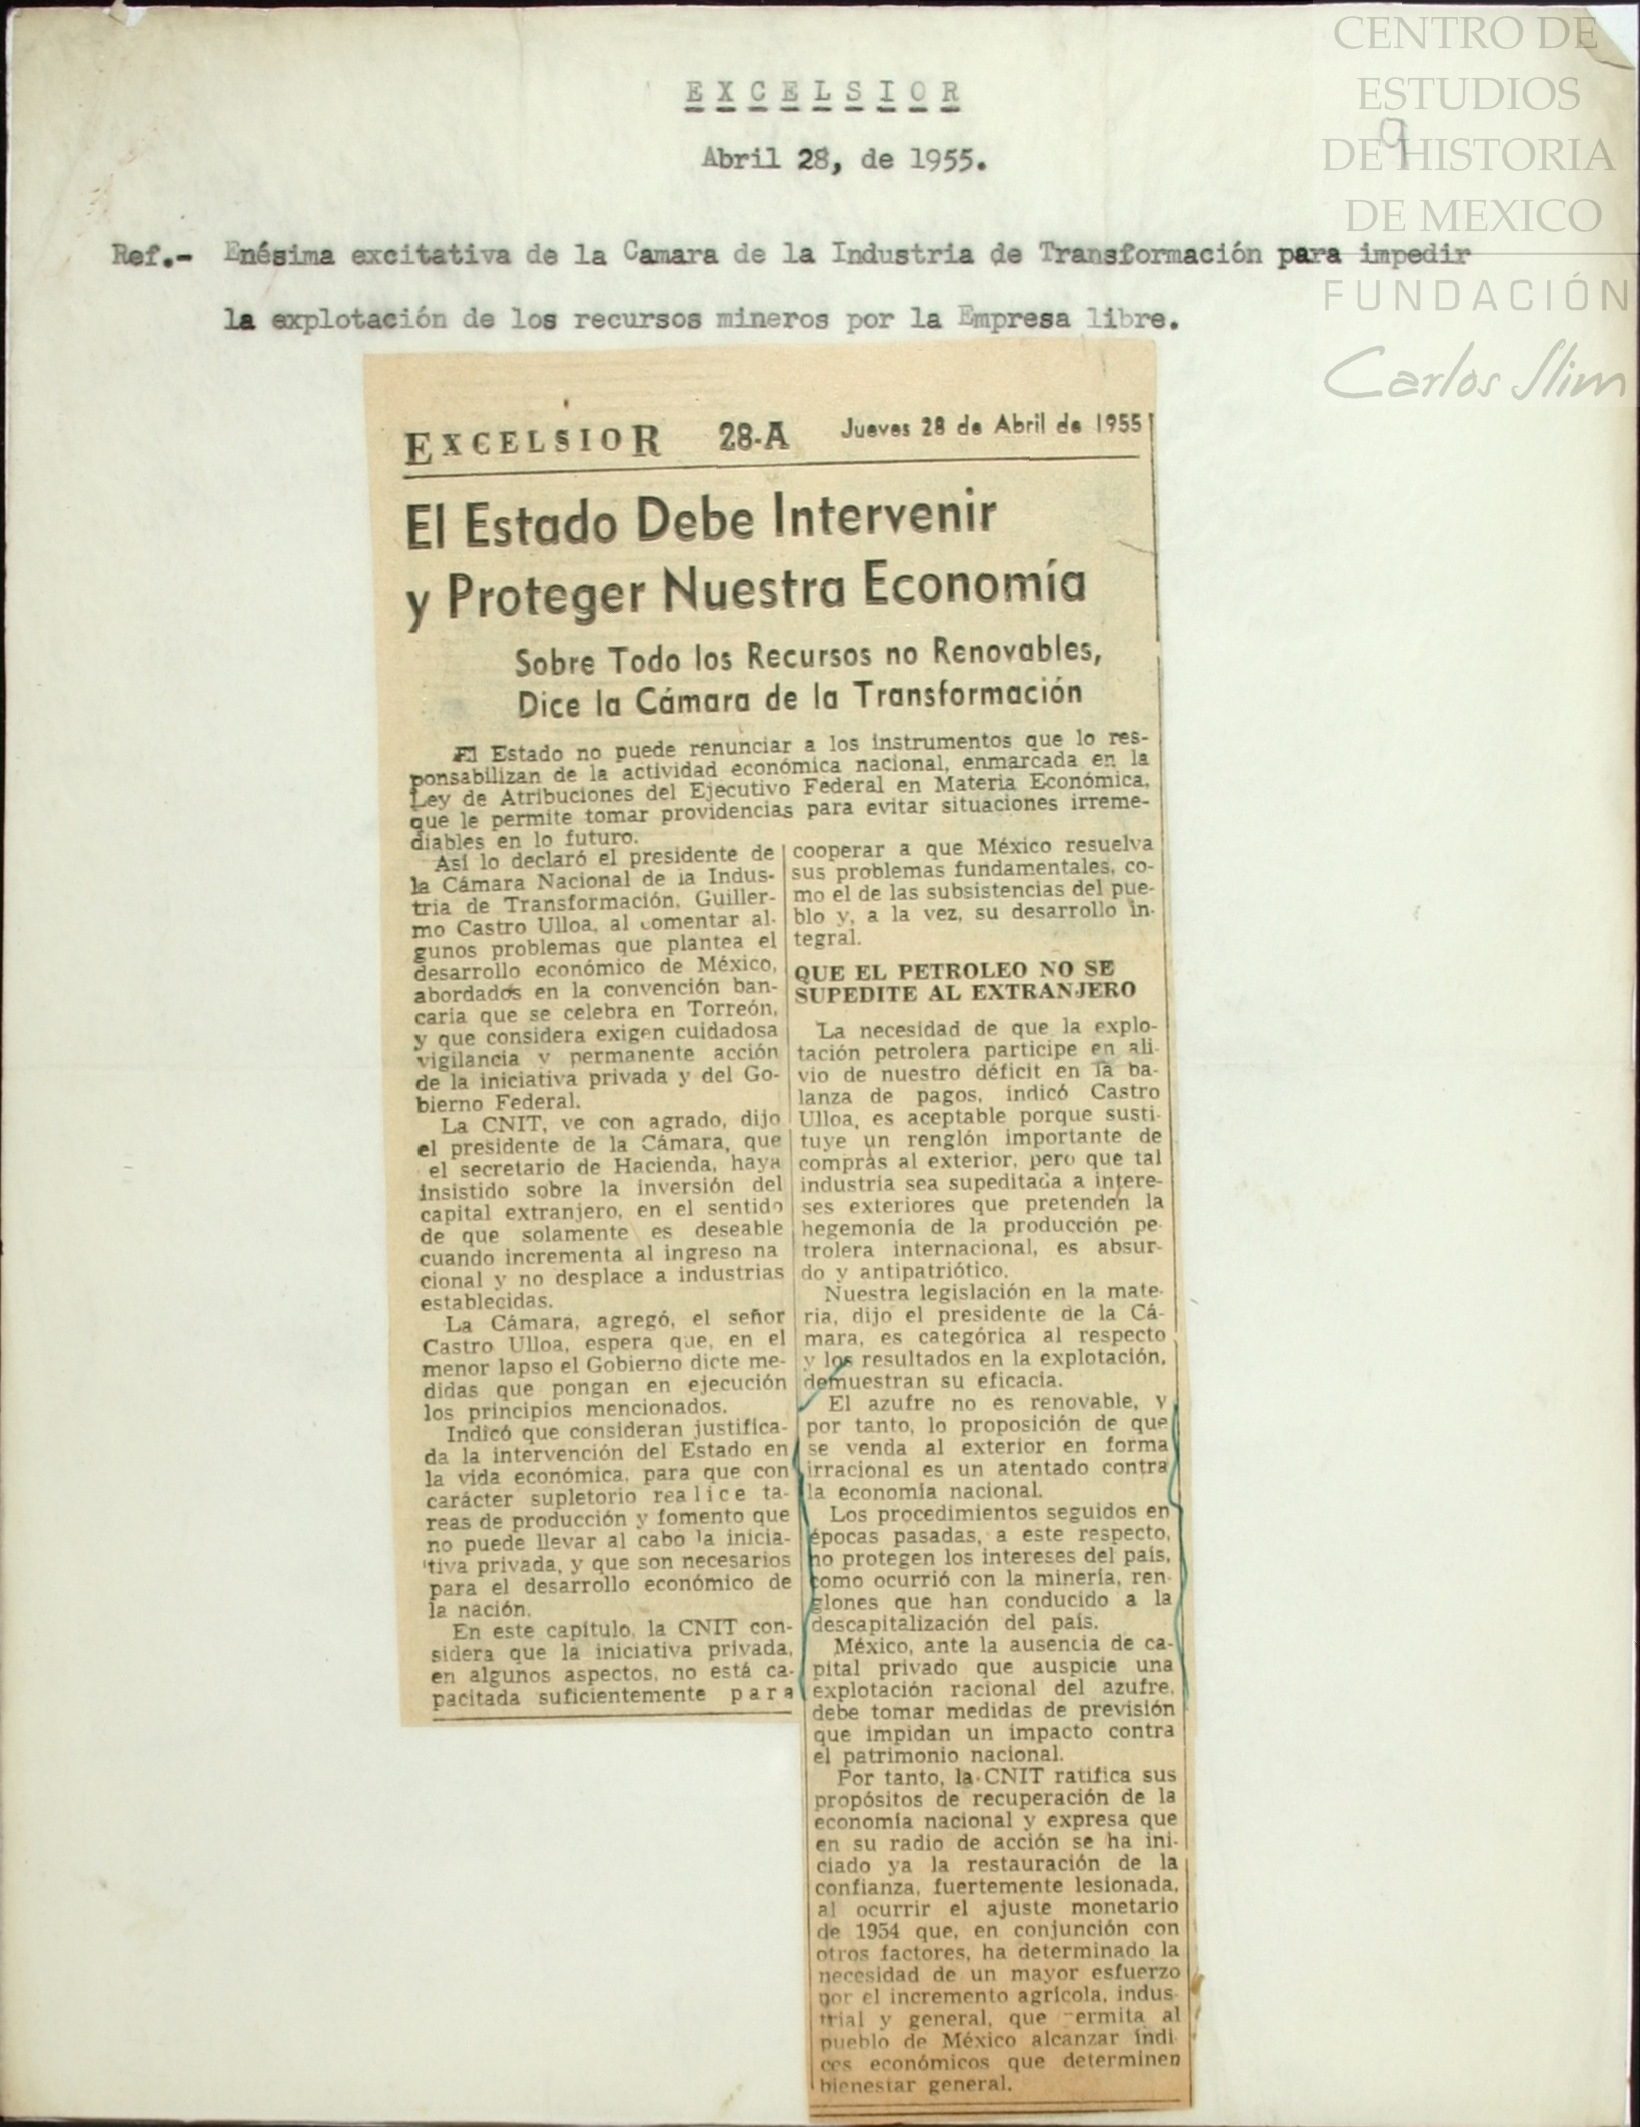 CENTRO DE
ESTUDIOS
DE HISTORIA
DE MEXICO
FUNDACIÓN
Carlos Slim
9
EXCELSIOR
Abril 28, de 1955.
Ref.- Enésima excitativa de la Camara de la Industria de Transformación para impedir
la explotación de los recursos mineros por la Empresa libre.
EXCELSIOR 28-A Jueves 28 de Abril de 1955
El Estado Debe Intervenir
y Proteger Nuestra Economía
Sobre Todo los Recursos no Renovables,
Dice la Cámara de la Transformación
El Estado no puede renunciar a los instrumentos que lo res-
ponsabilizan de la actividad económica nacional, enmarcada en la
Ley de Atribuciones del Ejecutivo Federal en Materia Económica,
que le permite tomar providencias para evitar situaciones irreme-
diables en lo futuro.
Así lo declaró el presidente de
la Cámara Nacional de la Indus-
tria de Transformación, Guiller-
mo Castro Ulloa, al comentar al-
gunos problemas que plantea el
desarrollo económico de México,
abordados en la convención ban-
caria que se celebra en Torreón,
y que considera exigen cuidadosa
vigilancia y permanente acción
de la iniciativa privada y del Go-
bierno Federal.
La CNIT, ve con agrado, dijo
el presidente de la Cámara, que
el secretario de Hacienda, haya
insistido sobre la inversión del
capital extranjero, en el sentido
de que solamente es deseable
cuando incrementa al ingreso na
cional y no desplace a industrias
establecidas.
La Cámara, agregó, el señor
Castro Ulloa, espera que, en el
menor lapso el Gobierno dicte me-
didas que pongan en ejecución
los principios mencionados.
Indicó que consideran justifica-
da la intervención del Estado en
la vida económica, para que con
carácter supletorio realice ta-
reas de producción y fomento que
no puede llevar al cabo la inicia-
tiva privada, y que son necesarios
para el desarrollo económico de
la nación.
En este capítulo, la CNIT con-
sidera que la iniciativa privada,
en algunos aspectos, no está ca-
pacitada suficientemente para
cooperar a que México resuelva
sus problemas fundamentales, co-
mo el de las subsistencias del pue-
blo y, a la vez, su desarrollo in-
tegral.
QUE EL PETROLEO NO SE
SUPEDITE AL EXTRANJERO
La necesidad de que la explo-
tación petrolera participe en ali-
vio de nuestro déficit en la ba-
lanza de pagos, indicó Castro
Ulloa, es aceptable porque susti-
tuye un renglón importante de
compras al exterior, pero que tal
industria sea supeditada a intere-
ses exteriores que pretenden la
hegemonía de la producción pe-
trolera internacional, es absur-
do y antipatriótico.
Nuestra legislación en la mate-
ria, dijo el presidente de la Cá-
mara, es categórica al respecto
y los resultados en la explotación,
demuestran su eficacia.
El azufre no es renovable, y
por tanto, lo proposición de que
se venda al exterior en forma
irracional es un atentado contra
la economía nacional.
Los procedimientos seguidos en
épocas pasadas, a este respecto,
no protegen los intereses del país,
como ocurrió con la minería, ren-
glones que han conducido a la
descapitalización del país.
México, ante la ausencia de ca-
pital privado que auspicie una
explotación racional del azufre,
debe tomar medidas de previsión
que impidan un impacto contra
el patrimonio nacional.
Por tanto, la CNIT ratifica sus
propósitos de recuperación de la
economía nacional y expresa que
en su radio de acción se ha ini-
ciado ya la restauración de la
confianza, fuertemente lesionada,
al ocurrir el ajuste monetario
de 1954 que, en conjunción con
otros factores, ha determinado la
necesidad de un mayor esfuerzo
por el incremento agrícola, indus-
trial y general, que permita al
pueblo de México alcanzar índi
ces económicos que determinen
bienestar general.